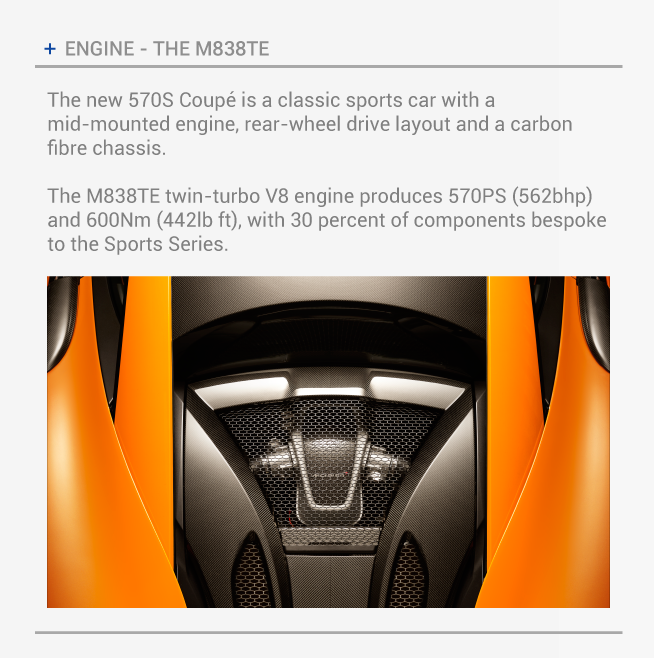 + ENGINE - THE M838TE
The new 570S Coupé is a classic sports car with a
mid-mounted engine, rear-wheel drive layout and a carbon
fibre chassis.
The M838TE twin-turbo V8 engine produces 570PS (562bhp)
and 600Nm (442lb ft), with 30 percent of components bespoke
to the Sports Series.